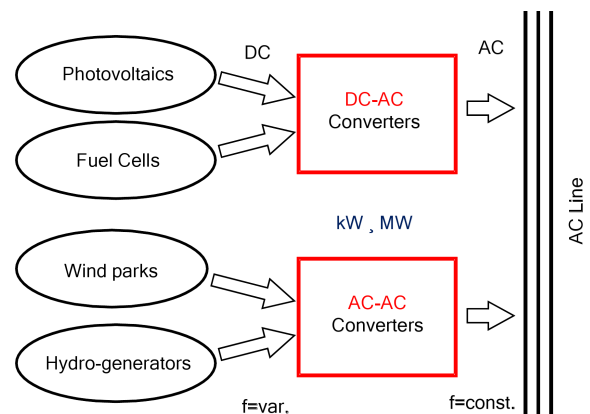 DC
AC
Photovoltaics
DC-AC
Converters
Fuel Cells
AC Line
kW ¸ MW
Wind parks
AC-AC
Converters
Hydro-generators
f=var.
f=const.